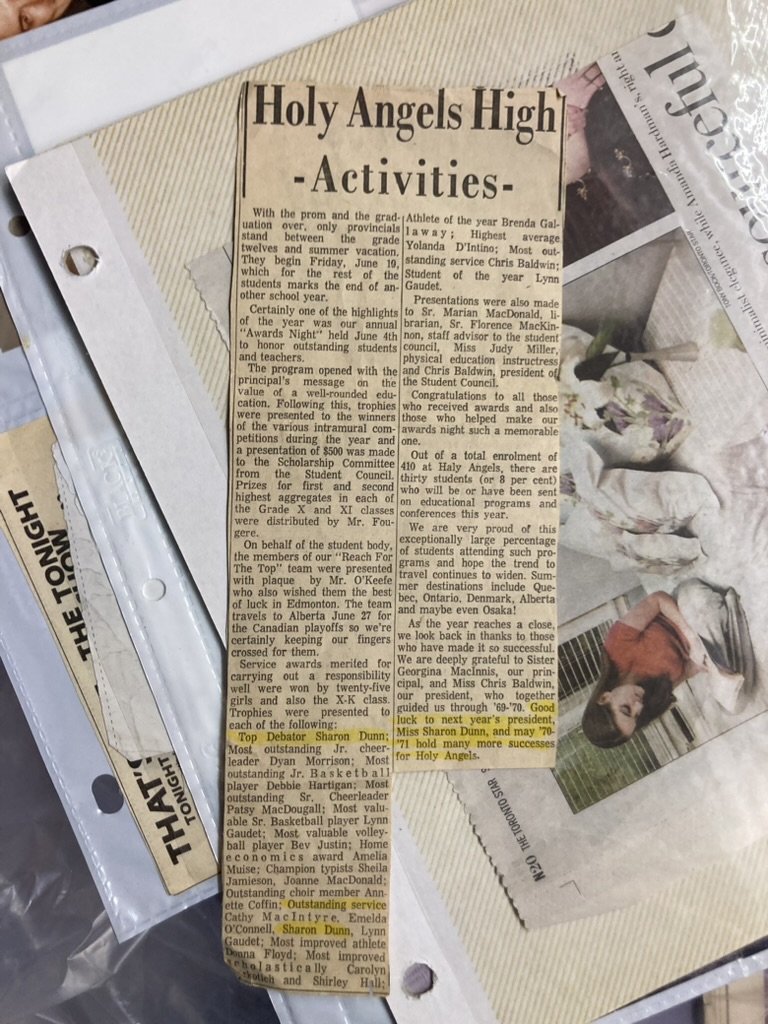 Holy Angels High
-Activities-
With the prom and the grad-
uation over, only provincials
stand between the grade
twelves and summer vacation.
They begin Friday, June 19,
which for the rest of the
students marks the end of an-
other school year.
Certainly one of the highlights
of the year was our annual
"Awards Night" held June 4th
to honor outstanding students
and teachers.
The program opened with the
principal's message on the
value of a well-rounded edu-
cation. Following this, trophies
were presented to the winners
of the various intramural com-
petitions during the year and
a presentation of $500 was made
to the Scholarship Committee
from the Student Council.
Prizes for first and second
highest aggregates in each of
the Grade X and XI classes
were distributed by Mr. Fou-
gere.
On behalf of the student body,
the members of our "Reach For
The Top" team were presented
with plaque by Mr. O'Keefe
who also wished them the best
of luck in Edmonton. The team
travels to Alberta June 27 for
the Canadian playoffs so we're
certainly keeping our fingers
crossed for them.
Service awards merited for
carrying out a responsibility
well were won by twenty-five
girls and also the X-K class.
Trophies were presented to
each of the following:
Top Debator Sharon Dunn;
Most outstanding Jr. cheer-
leader Dyan Morrison; Most
outstanding Jr. Basketball
player Debbie Hartigan; Most
outstanding Sr. Cheerleader
Patsy MacDougall; Most valu-
able Sr. Basketball player Lynn
Gaudet; Most valuable volley-
ball player Bev Justin; Home
economics award Amelia
Muise; Champion typists Sheila
Jamieson, Joanne MacDonald;
Outstanding choir member Ann-
ette Coffin; Outstanding service
Cathy MacIntyre, Emelda
O'Connell, Sharon Dunn, Lynn
Gaudet; Most improved athlete
Donna Floyd; Most improved
scholastically Carolyn
and Shirley Hall;
Athlete of the year Brenda Gal-
laway; Highest average
Yolanda D'Intino; Most out-
standing service Chris Baldwin;
Student of the year Lynn
Gaudet.
Presentations were also made
to Sr. Marian MacDonald, li-
brarian, Sr. Florence MacKin-
non, staff advisor to the student
council, Miss Judy Miller,
physical education instructress
and Chris Baldwin, president of
the Student Council.
Congratulations to all those
who received awards and also
those who helped make our
awards night such a memorable
one.
Out of a total enrolment of
410 at Haly Angels, there are
thirty students (or 8 per cent)
who will be or have been sent
on educational programs and
conferences this year.
We are very proud of this
exceptionally large percentage
of students attending such pro-
grams and hope the trend to
travel continues to widen. Sum-
mer destinations include Que-
bec, Ontario, Denmark, Alberta
and maybe even Osaka!
As the year reaches a close,
we look back in thanks to those
who have made it so successful.
We are deeply grateful to Sister
Georgina MacInnis, our prin-
cipal, and Miss Chris Baldwin,
our president, who together
guided us through '69-'70. Good
luck to next year's president,
Miss Sharon Dunn, and may '70-
'71 hold many more successes
for Holy Angels.
elegance, while Amanda Hardman's, right
THE TORONTO STAR
THE TONIGHT
THAT'S
TONIGHT